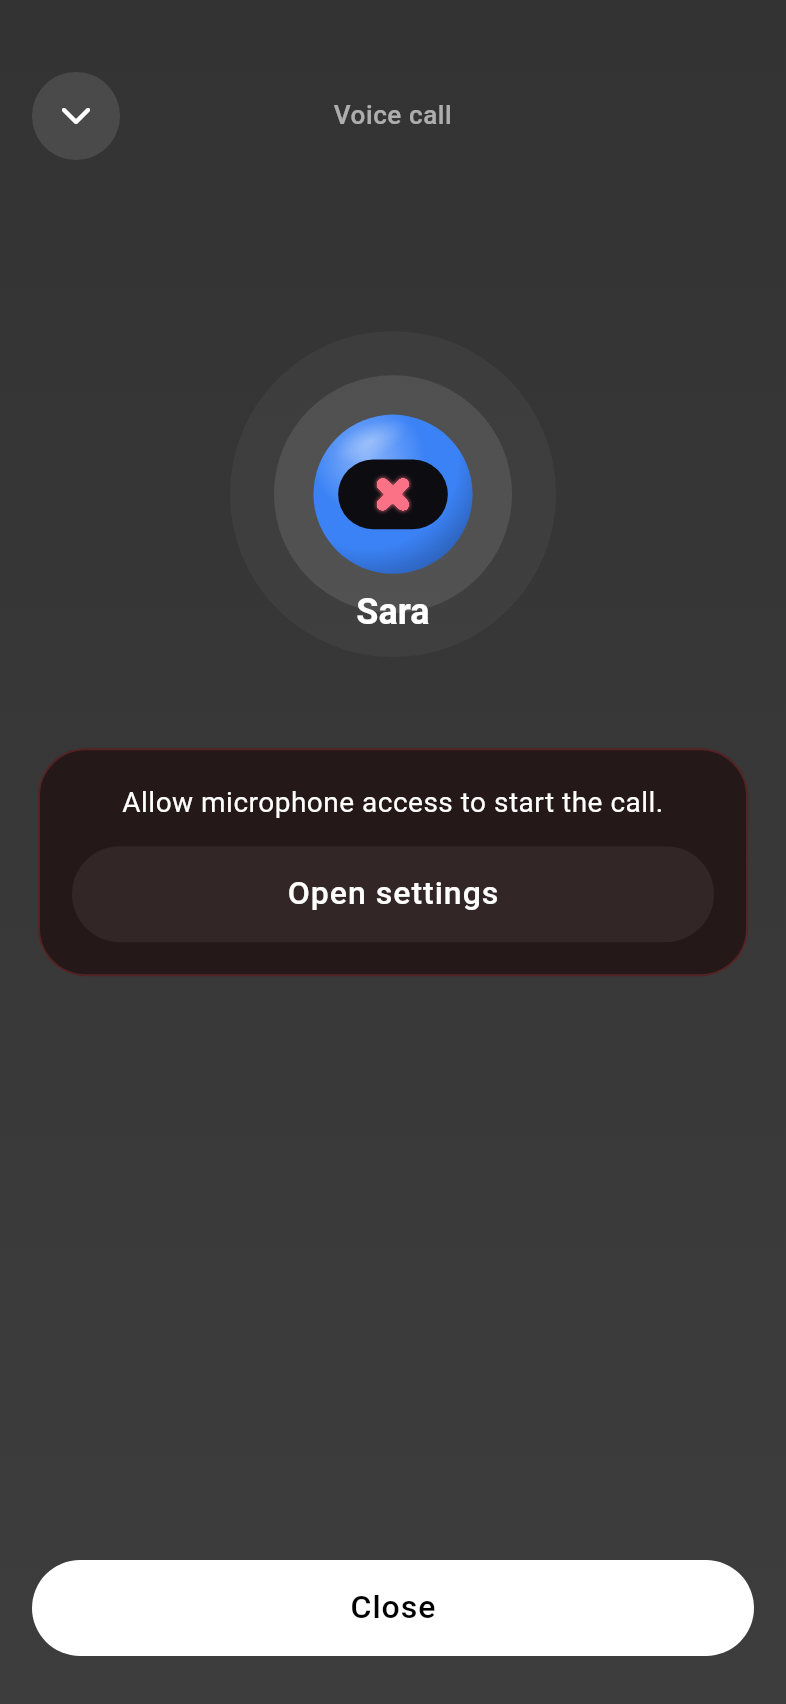 Voice call
Sara
Allow microphone access to start the call.
Open settings
Close